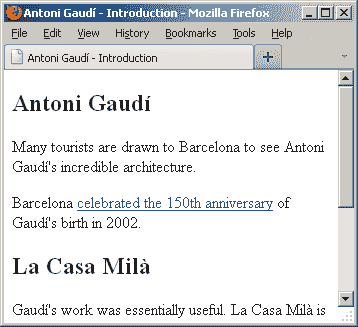 Antoni Gaudí - Introduction - Mozilla Firefox
File Edit View History Bookmarks Tools Help
Antoni Gaudí - Introduction
Antoni Gaudí
Many tourists are drawn to Barcelona to see Antoni
Gaudí's incredible architecture.
Barcelona celebrated the 150th anniversary of
Gaudí's birth in 2002.
La Casa Milà
Gaudí's work was essentially useful. La Casa Milà is